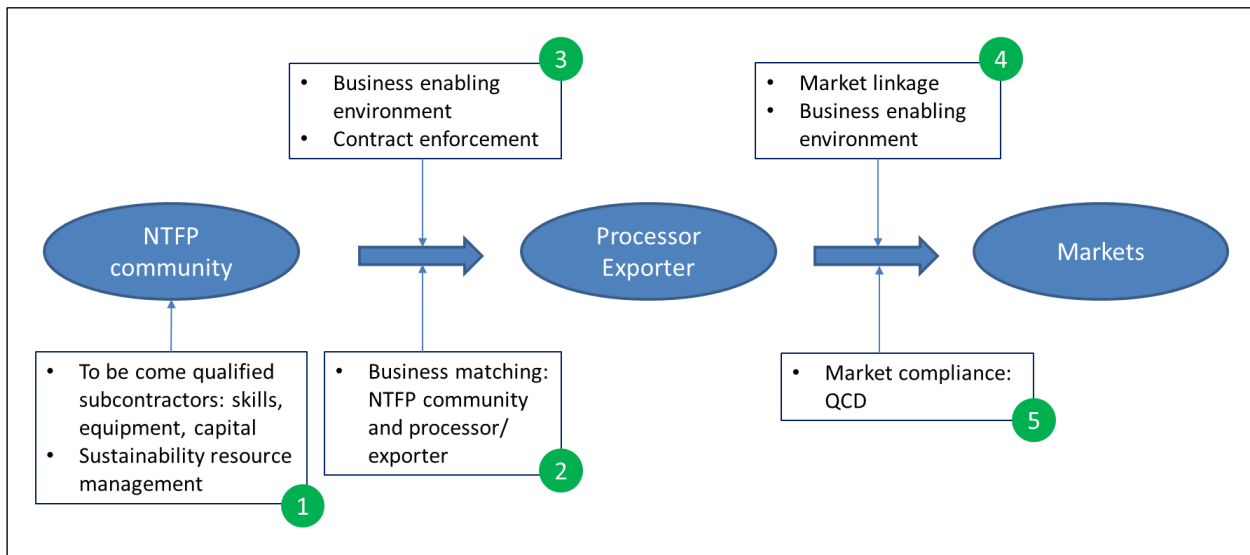 3
• Business enabling
environment
• Contract enforcement
4
• Market linkage
• Business enabling
environment
NTFP
community
Processor
Exporter
Markets
• To be come qualified
subcontractors: skills,
equipment, capital
• Sustainability resource
management
1
• Business matching:
NTFP community
and processor/
exporter
2
• Market compliance:
QCD
5